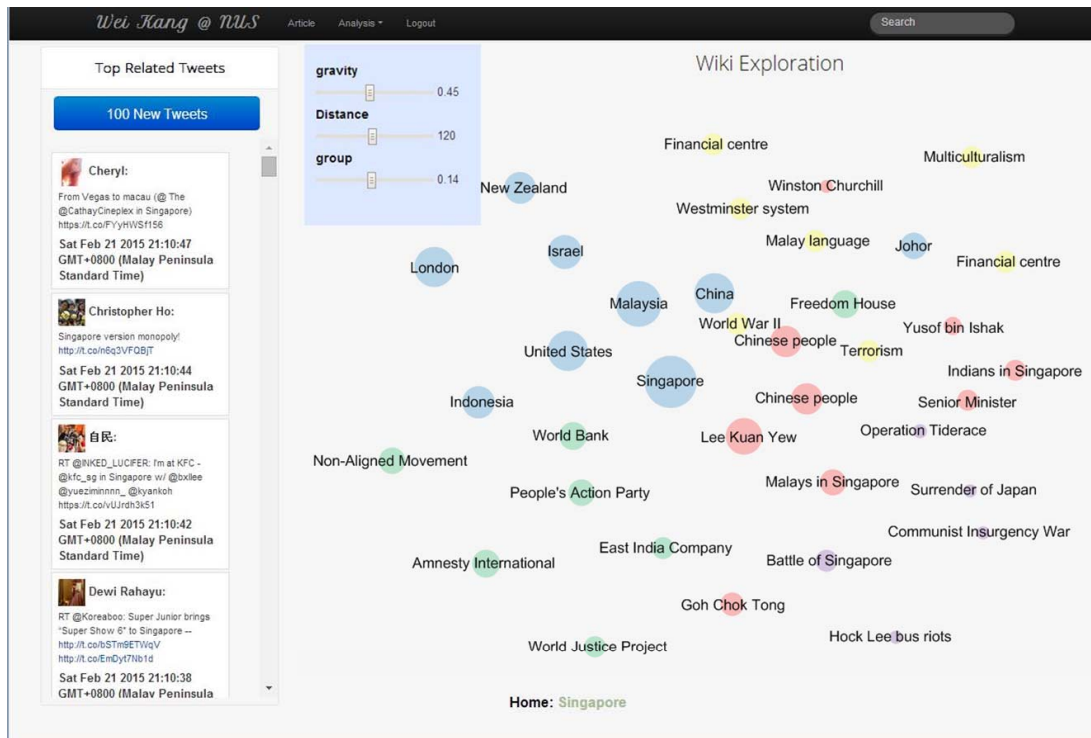 Wei Kang @ NUS
Article
Analysis
Logout
Search
Top Related Tweets
100 New Tweets
Cheryl:
From Vegas to macau (@ The
@CathayCineplex in Singapore)
https://t.co/FYyHWSf156
Sat Feb 21 2015 21:10:47
GMT+0800 (Malay Peninsula
Standard Time)
Christopher Ho:
Singapore version monopoly!
http://t.co/n6q3VFQBjT
Sat Feb 21 2015 21:10:44
GMT+0800 (Malay Peninsula
Standard Time)
自民:
RT @INKED_LUCIFER: I'm at KFC -
@kfc_sg in Singapore w/ @bxllee
@yueziminnnn_ @kyankoh
https://t.co/vUJrdh3k51
Sat Feb 21 2015 21:10:42
GMT+0800 (Malay Peninsula
Standard Time)
Dewi Rahayu:
RT @Koreaboo: Super Junior brings
"Super Show 6" to Singapore --
http://t.co/bSTm9ETWqV
http://t.co/EmDyt7Nb1d
Sat Feb 21 2015 21:10:38
GMT+0800 (Malay Peninsula
gravity
0.45
Distance
120
group
0.14
Wiki Exploration
Financial centre
Multiculturalism
New Zealand
Winston Churchill
Westminster system
Malay language
Johor
Israel
London
Financial centre
China
Malaysia
Freedom House
World War II
Yusof bin Ishak
Chinese people
United States
Terrorism
Indians in Singapore
Singapore
Chinese people
Indonesia
Senior Minister
World Bank
Lee Kuan Yew
Operation Tiderace
Non-Aligned Movement
Malays in Singapore
People's Action Party
Surrender of Japan
Communist Insurgency War
East India Company
Amnesty International
Battle of Singapore
Goh Chok Tong
Hock Lee bus riots
World Justice Project
Home: Singapore